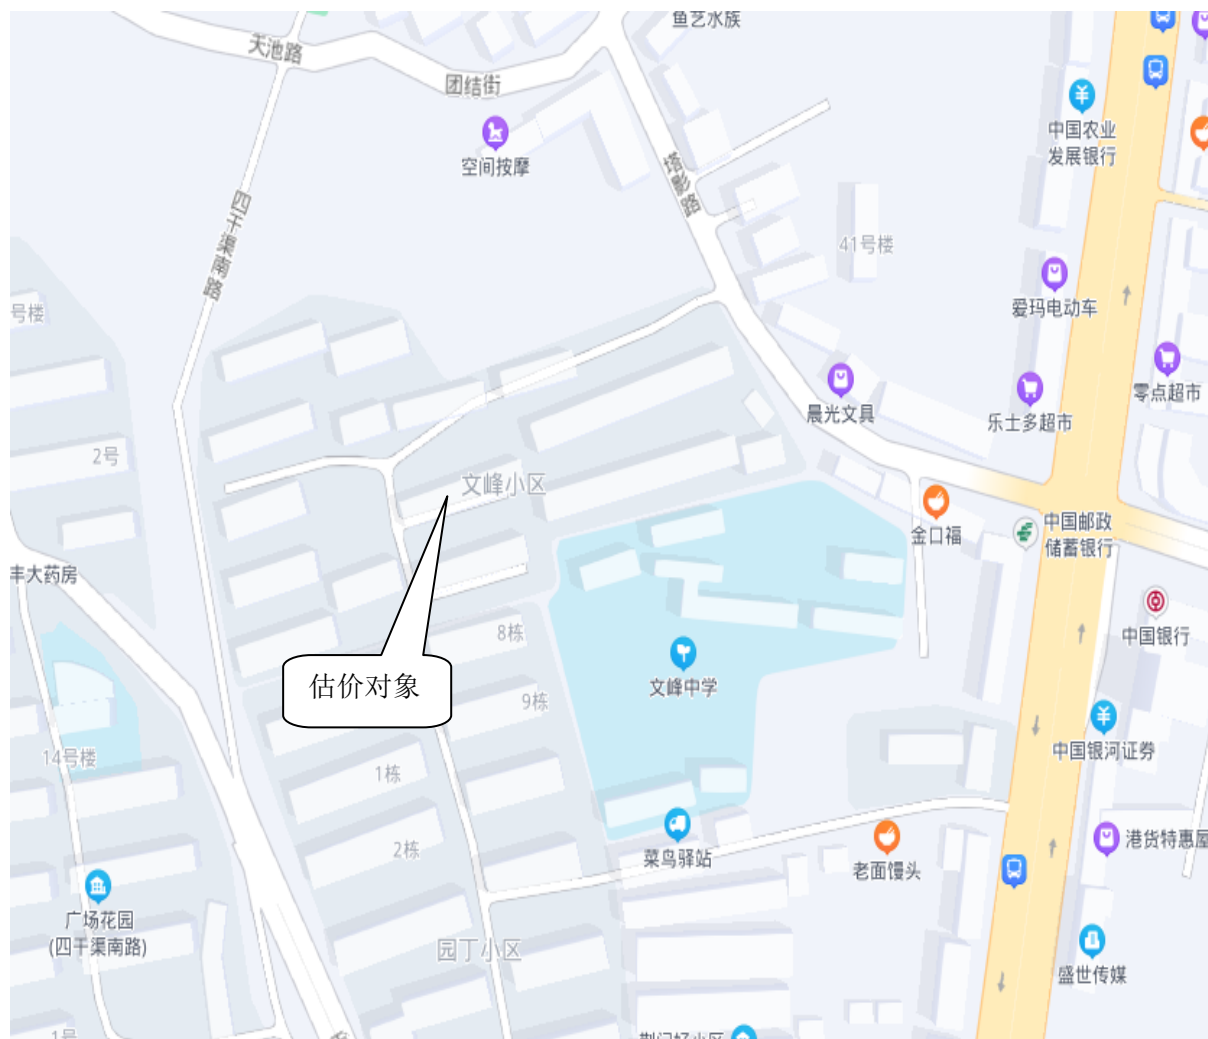 鱼艺水族
天池路
团结街
中国农业
发展银行
空间按摩
塔影路
四干渠南路
41号楼
号楼
爱玛电动车
零点超市
乐士多超市
晨光文具
2号
文峰小区
金口福
中国邮政
储蓄银行
丰大药房
中国银行
8栋
估价对象
文峰中学
9栋
14号楼
中国银河证券
1栋
2栋
菜鸟驿站
老面馒头
港货特惠屋
广场花园
(四干渠南路)
园丁小区
盛世传媒
1号